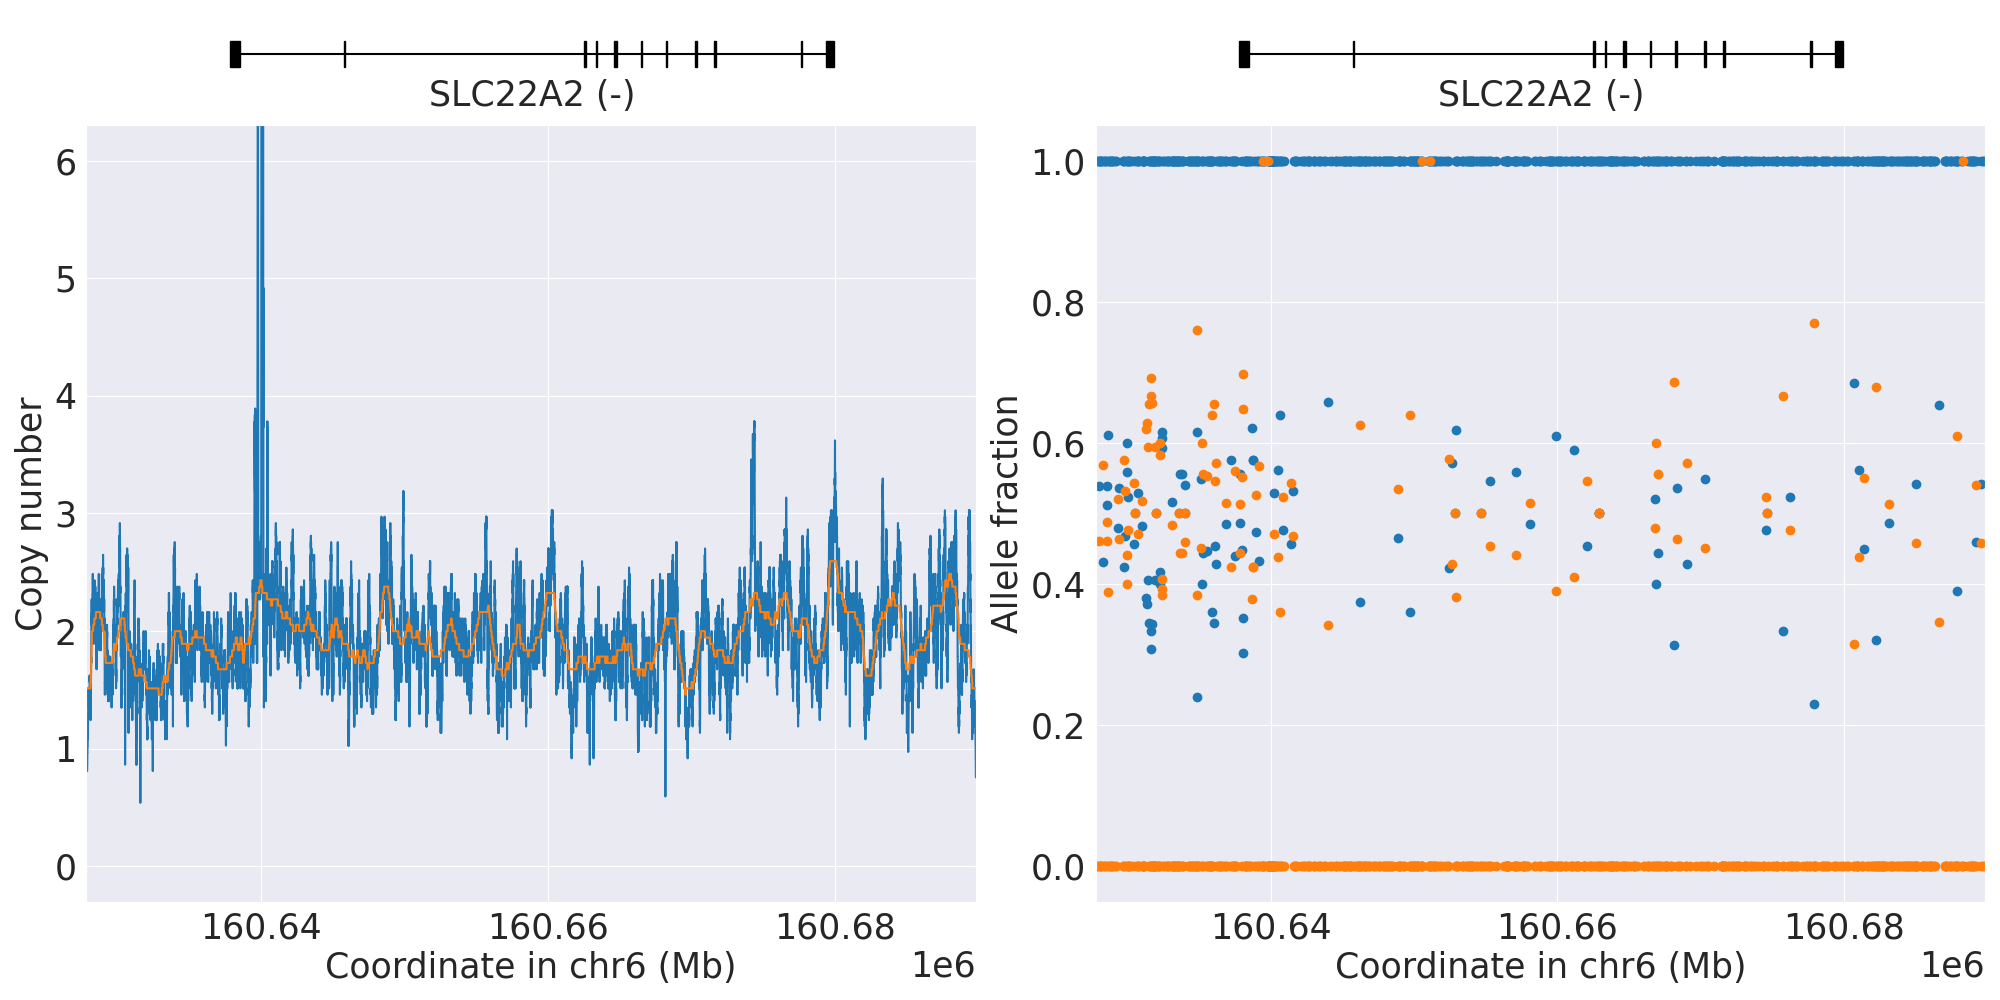 SLC22A2 (-)
6
5
4
3
2
1
0
Copy number
160.64 160.66 160.68
Coordinate in chr6 (Mb) 1e6
SLC22A2 (-)
1.0
0.8
0.6
0.4
0.2
0.0
Allele fraction
160.64 160.66 160.68
Coordinate in chr6 (Mb) 1e6